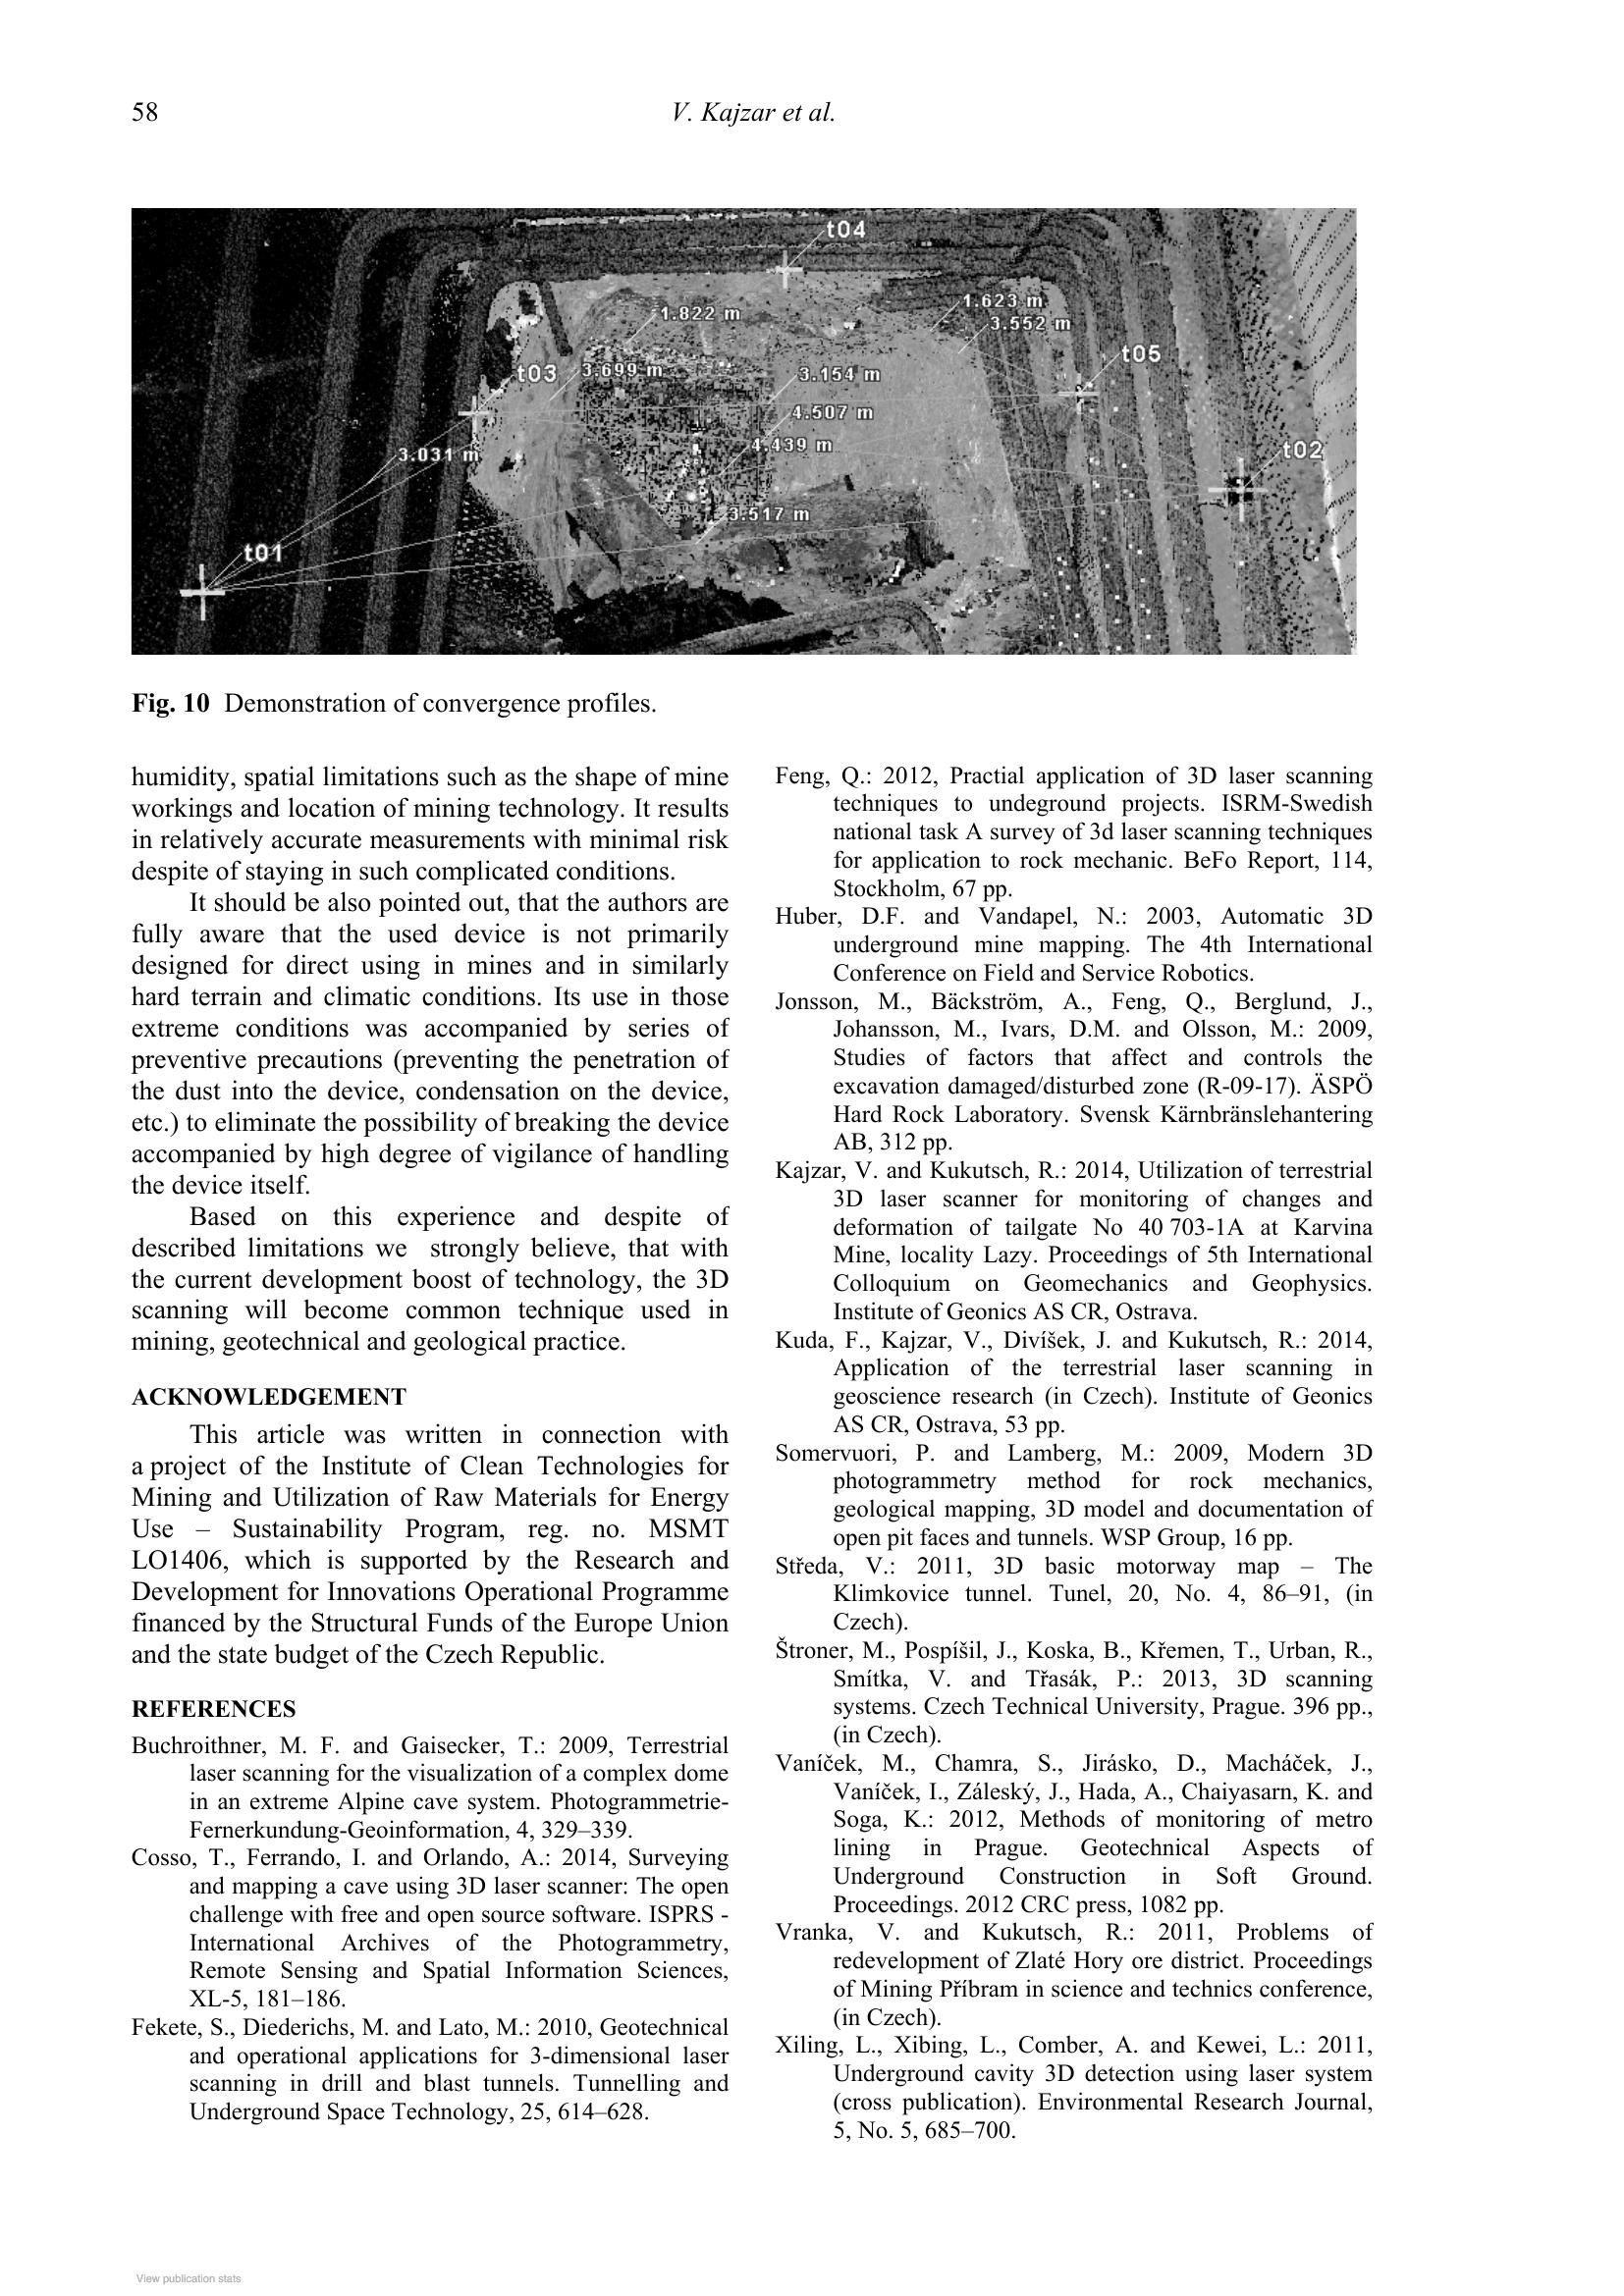 58
V. Kajzar et al.
t04
1.623 m
1.822 m
3.552 m
t05
t03
3.699 m
3.154 m
4.507 m
4.439 m
t02
3.031 m
3.517 m
t01
Fig. 10 Demonstration of convergence profiles.
humidity, spatial limitations such as the shape of mine
workings and location of mining technology. It results
in relatively accurate measurements with minimal risk
despite of staying in such complicated conditions.
It should be also pointed out, that the authors are
fully aware that the used device is not primarily
designed for direct using in mines and in similarly
hard terrain and climatic conditions. Its use in those
extreme conditions was accompanied by series of
preventive precautions (preventing the penetration of
the dust into the device, condensation on the device,
etc.) to eliminate the possibility of breaking the device
accompanied by high degree of vigilance of handling
the device itself.
Based on this experience and despite of
described limitations we strongly believe, that with
the current development boost of technology, the 3D
scanning will become common technique used in
mining, geotechnical and geological practice.
ACKNOWLEDGEMENT
This article was written in connection with
a project of the Institute of Clean Technologies for
Mining and Utilization of Raw Materials for Energy
Use – Sustainability Program, reg. no. MSMT
LO1406, which is supported by the Research and
Development for Innovations Operational Programme
financed by the Structural Funds of the Europe Union
and the state budget of the Czech Republic.
REFERENCES
Buchroithner, M. F. and Gaisecker, T.: 2009, Terrestrial
laser scanning for the visualization of a complex dome
in an extreme Alpine cave system. Photogrammetrie-
Fernerkundung-Geoinformation, 4, 329–339.
Cosso, T., Ferrando, I. and Orlando, A.: 2014, Surveying
and mapping a cave using 3D laser scanner: The open
challenge with free and open source software. ISPRS -
International Archives of the Photogrammetry,
Remote Sensing and Spatial Information Sciences,
XL-5, 181–186.
Fekete, S., Diederichs, M. and Lato, M.: 2010, Geotechnical
and operational applications for 3-dimensional laser
scanning in drill and blast tunnels. Tunnelling and
Underground Space Technology, 25, 614–628.
Feng, Q.: 2012, Practial application of 3D laser scanning
techniques to undeground projects. ISRM-Swedish
national task A survey of 3d laser scanning techniques
for application to rock mechanic. BeFo Report, 114,
Stockholm, 67 pp.
Huber, D.F. and Vandapel, N.: 2003, Automatic 3D
underground mine mapping. The 4th International
Conference on Field and Service Robotics.
Jonsson, M., Bäckström, A., Feng, Q., Berglund, J.,
Johansson, M., Ivars, D.M. and Olsson, M.: 2009,
Studies of factors that affect and controls the
excavation damaged/disturbed zone (R-09-17). ÄSPÖ
Hard Rock Laboratory. Svensk Kärnbränslehantering
AB, 312 pp.
Kajzar, V. and Kukutsch, R.: 2014, Utilization of terrestrial
3D laser scanner for monitoring of changes and
deformation of tailgate No 40 703-1A at Karvina
Mine, locality Lazy. Proceedings of 5th International
Colloquium on Geomechanics and Geophysics.
Institute of Geonics AS CR, Ostrava.
Kuda, F., Kajzar, V., Divíšek, J. and Kukutsch, R.: 2014,
Application of the terrestrial laser scanning in
geoscience research (in Czech). Institute of Geonics
AS CR, Ostrava, 53 pp.
Somervuori, P. and Lamberg, M.: 2009, Modern 3D
photogrammetry method for rock mechanics,
geological mapping, 3D model and documentation of
open pit faces and tunnels. WSP Group, 16 pp.
Středa, V.: 2011, 3D basic motorway map – The
Klimkovice tunnel. Tunel, 20, No. 4, 86–91, (in
Czech).
Štroner, M., Pospíšil, J., Koska, B., Křemen, T., Urban, R.,
Smítka, V. and Třasák, P.: 2013, 3D scanning
systems. Czech Technical University, Prague. 396 pp.,
(in Czech).
Vaníček, M., Chamra, S., Jirásko, D., Macháček, J.,
Vaníček, I., Záleský, J., Hada, A., Chaiyasarn, K. and
Soga, K.: 2012, Methods of monitoring of metro
lining in Prague. Geotechnical Aspects of
Underground Construction in Soft Ground.
Proceedings. 2012 CRC press, 1082 pp.
Vranka, V. and Kukutsch, R.: 2011, Problems of
redevelopment of Zlaté Hory ore district. Proceedings
of Mining Příbram in science and technics conference,
(in Czech).
Xiling, L., Xibing, L., Comber, A. and Kewei, L.: 2011,
Underground cavity 3D detection using laser system
(cross publication). Environmental Research Journal,
5, No. 5, 685–700.
View publication stats